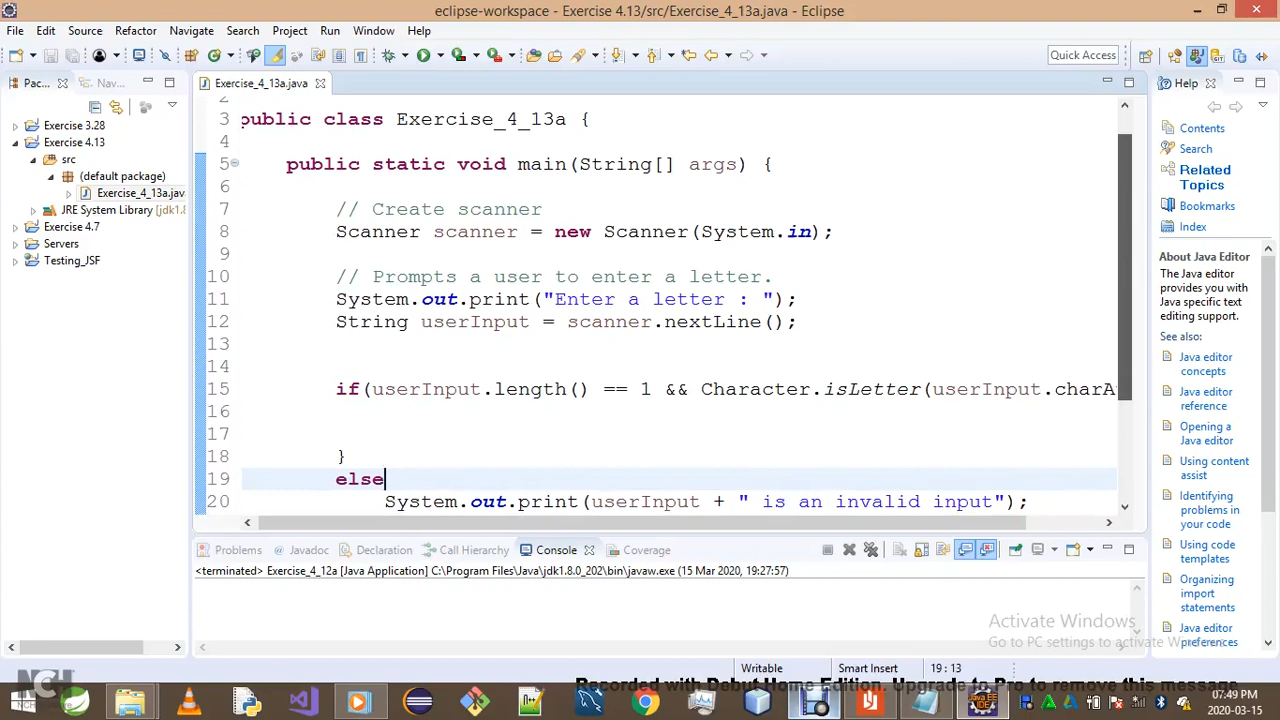 eclipse-workspace - Exercise 4.13/src/Exercise_4_13a.java - Eclipse
File Edit Source Refactor Navigate Search Project Run Window Help
Quick Access
Pac... Nav... Exercise_4_13a.java Help
Exercise 3.28
Exercise 4.13
src
(default package)
Exercise_4_13a.jav
JRE System Library [jdk1.8
Exercise 4.7
Servers
Testing_JSF
2
3 public class Exercise_4_13a {
4
5 public static void main(String[] args) {
6
7 // Create scanner
8 Scanner scanner = new Scanner(System.in);
9
10 // Prompts a user to enter a letter.
11 System.out.print("Enter a letter : ");
12 String userInput = scanner.nextLine();
13
14
15 if(userInput.length() == 1 && Character.isLetter(userInput.charA
16
17
18 }
19 else
20 System.out.print(userInput + " is an invalid input");
Contents
Search
Related
Topics
Bookmarks
Index
About Java Editor
The Java editor
provides you with
Java specific text
editing support.
See also:
Java editor
concepts
Java editor
reference
Opening a
Java editor
Using content
assist
Identifying
problems in
your code
Using code
templates
Organizing
import
statements
Java editor
preferences
Problems Javadoc Declaration Call Hierarchy Console Coverage
<terminated> Exercise_4_12a [Java Application] C:\Program Files\Java\jdk1.8.0_202\bin\javaw.exe (15 Mar 2020, 19:27:57)
Activate Windows
Go to PC settings to activate Windows.
Writable Smart Insert 19 : 13
Recorded with Debut Home Edition. Upgrade to Pro to remove this message
NCH
07:49 PM
2020-03-15